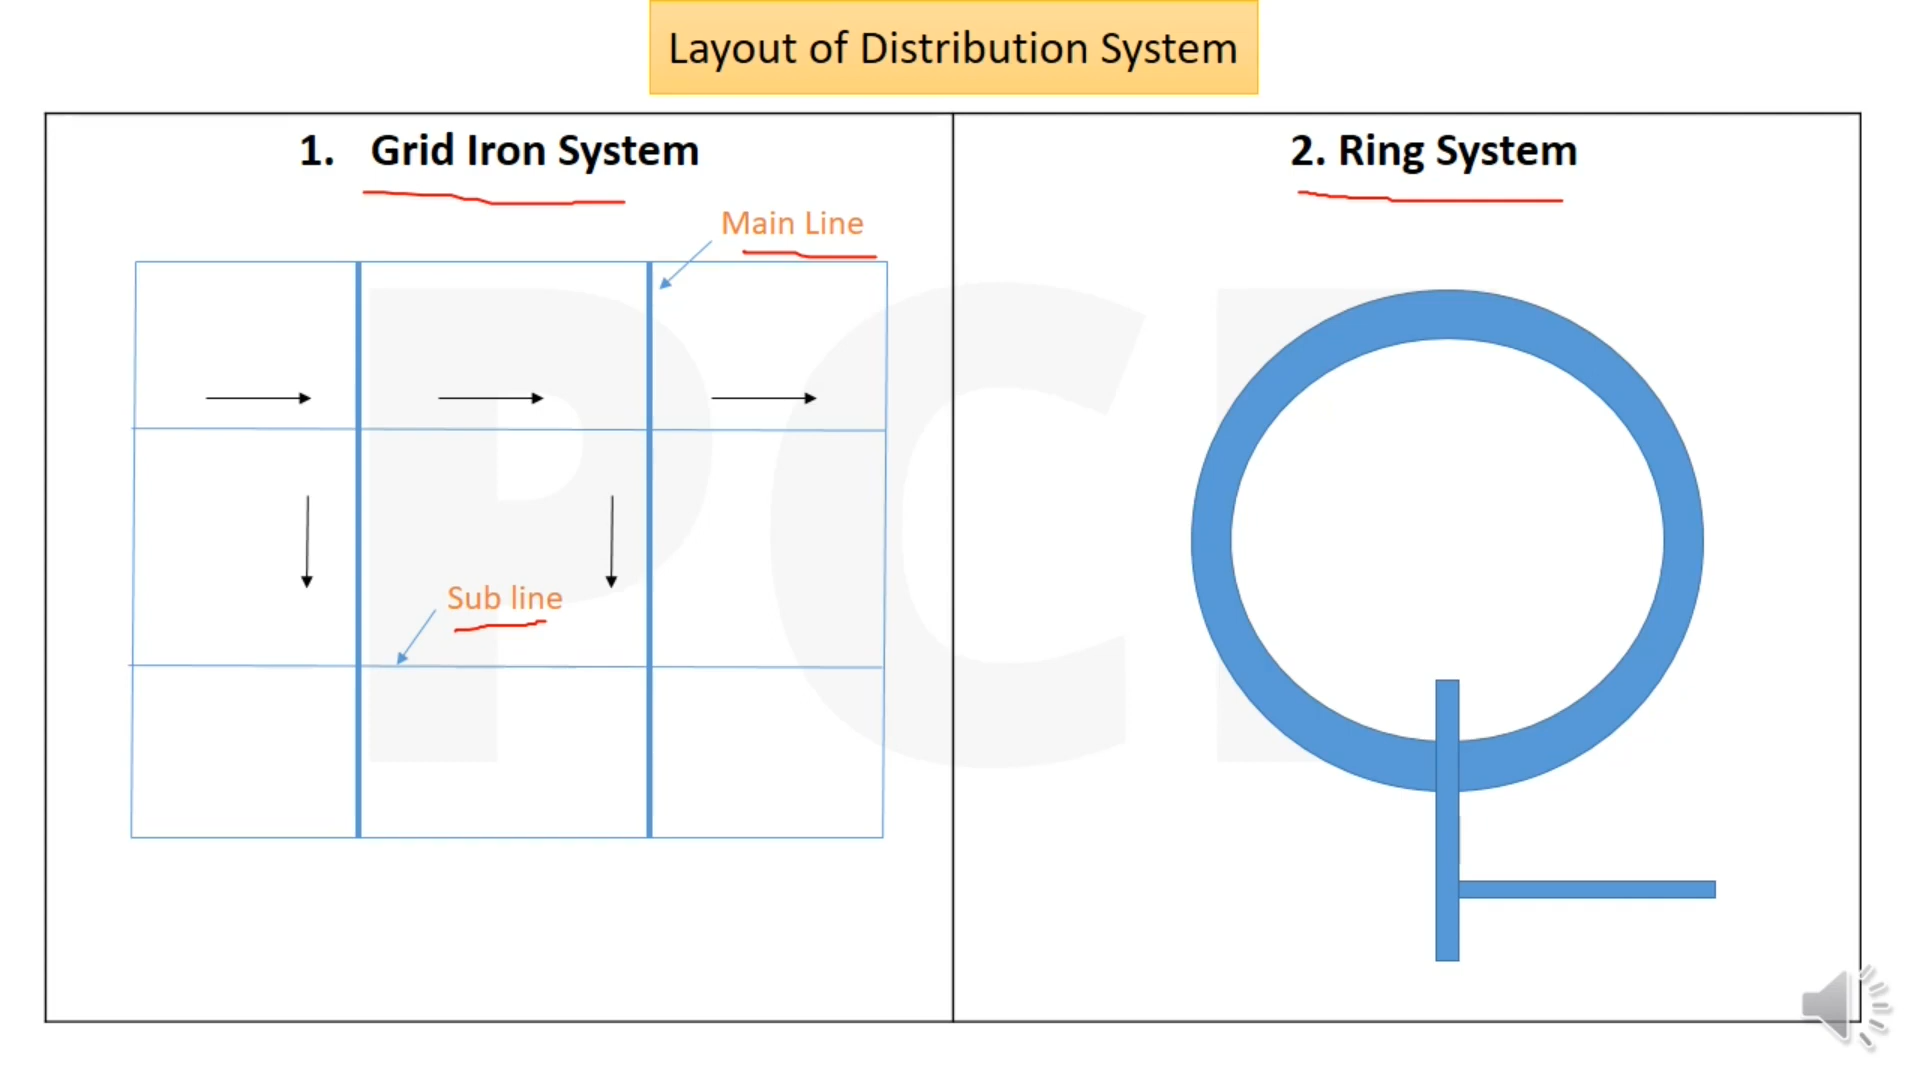 Layout of Distribution System
1. Grid Iron System
Main Line
Sub line
2. Ring System